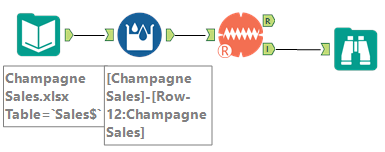 R
R
I
Champagne
Sales.xlsx
Table=`Sales$`
[Champagne
Sales]-[Row-
12:Champagne
Sales]